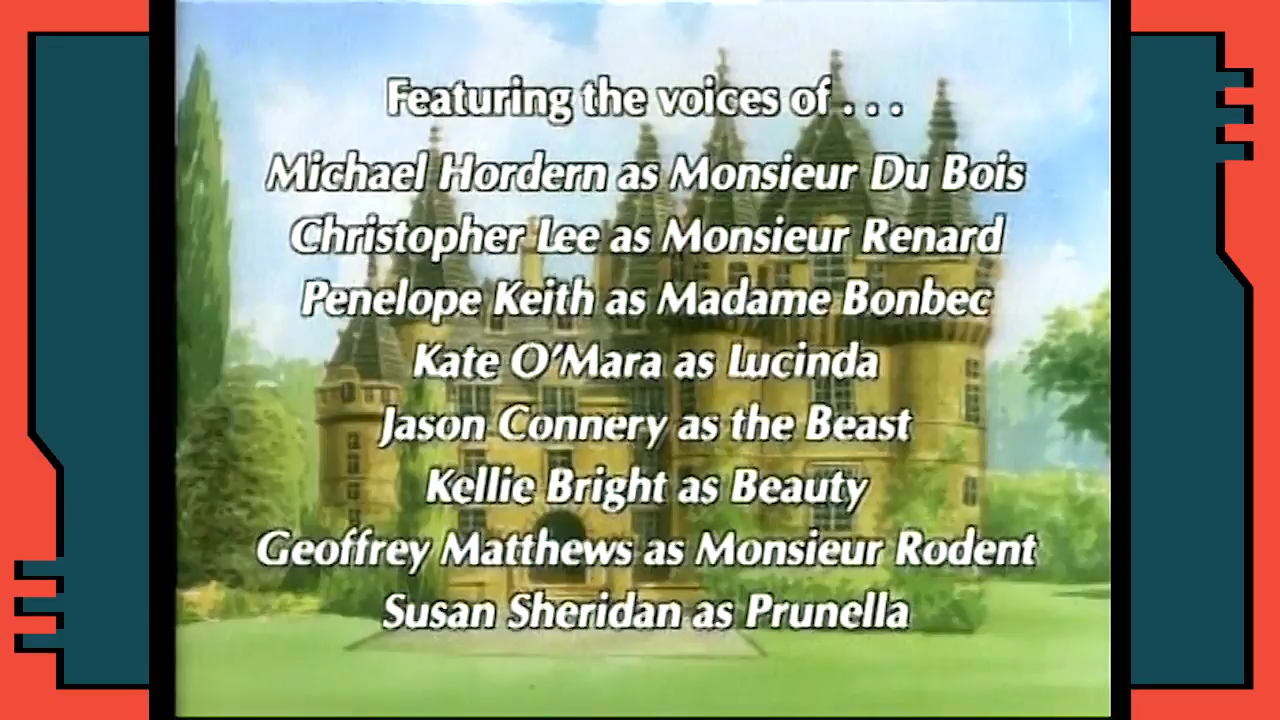 Featuring the voices of . . .
Michael Hordern as Monsieur Du Bois
Christopher Lee as Monsieur Renard
Penelope Keith as Madame Bonbec
Kate O'Mara as Lucinda
Jason Connery as the Beast
Kellie Bright as Beauty
Geoffrey Matthews as Monsieur Rodent
Susan Sheridan as Prunella